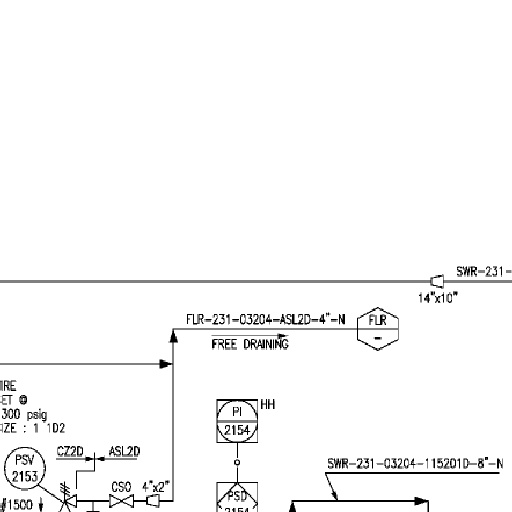 SWR-231-
14"x10"
FLR-231-03204-ASL2D-4"-N
FLR
-
FREE DRAINING
IRE
ET @
300 psig
IZE : 1 1D2
PI
2154
HH
CZ2D
ASL2D
PSV
2153
CSO
4"x2"
SWR-231-03204-115201D-8"-N
PSD
2154
#1500